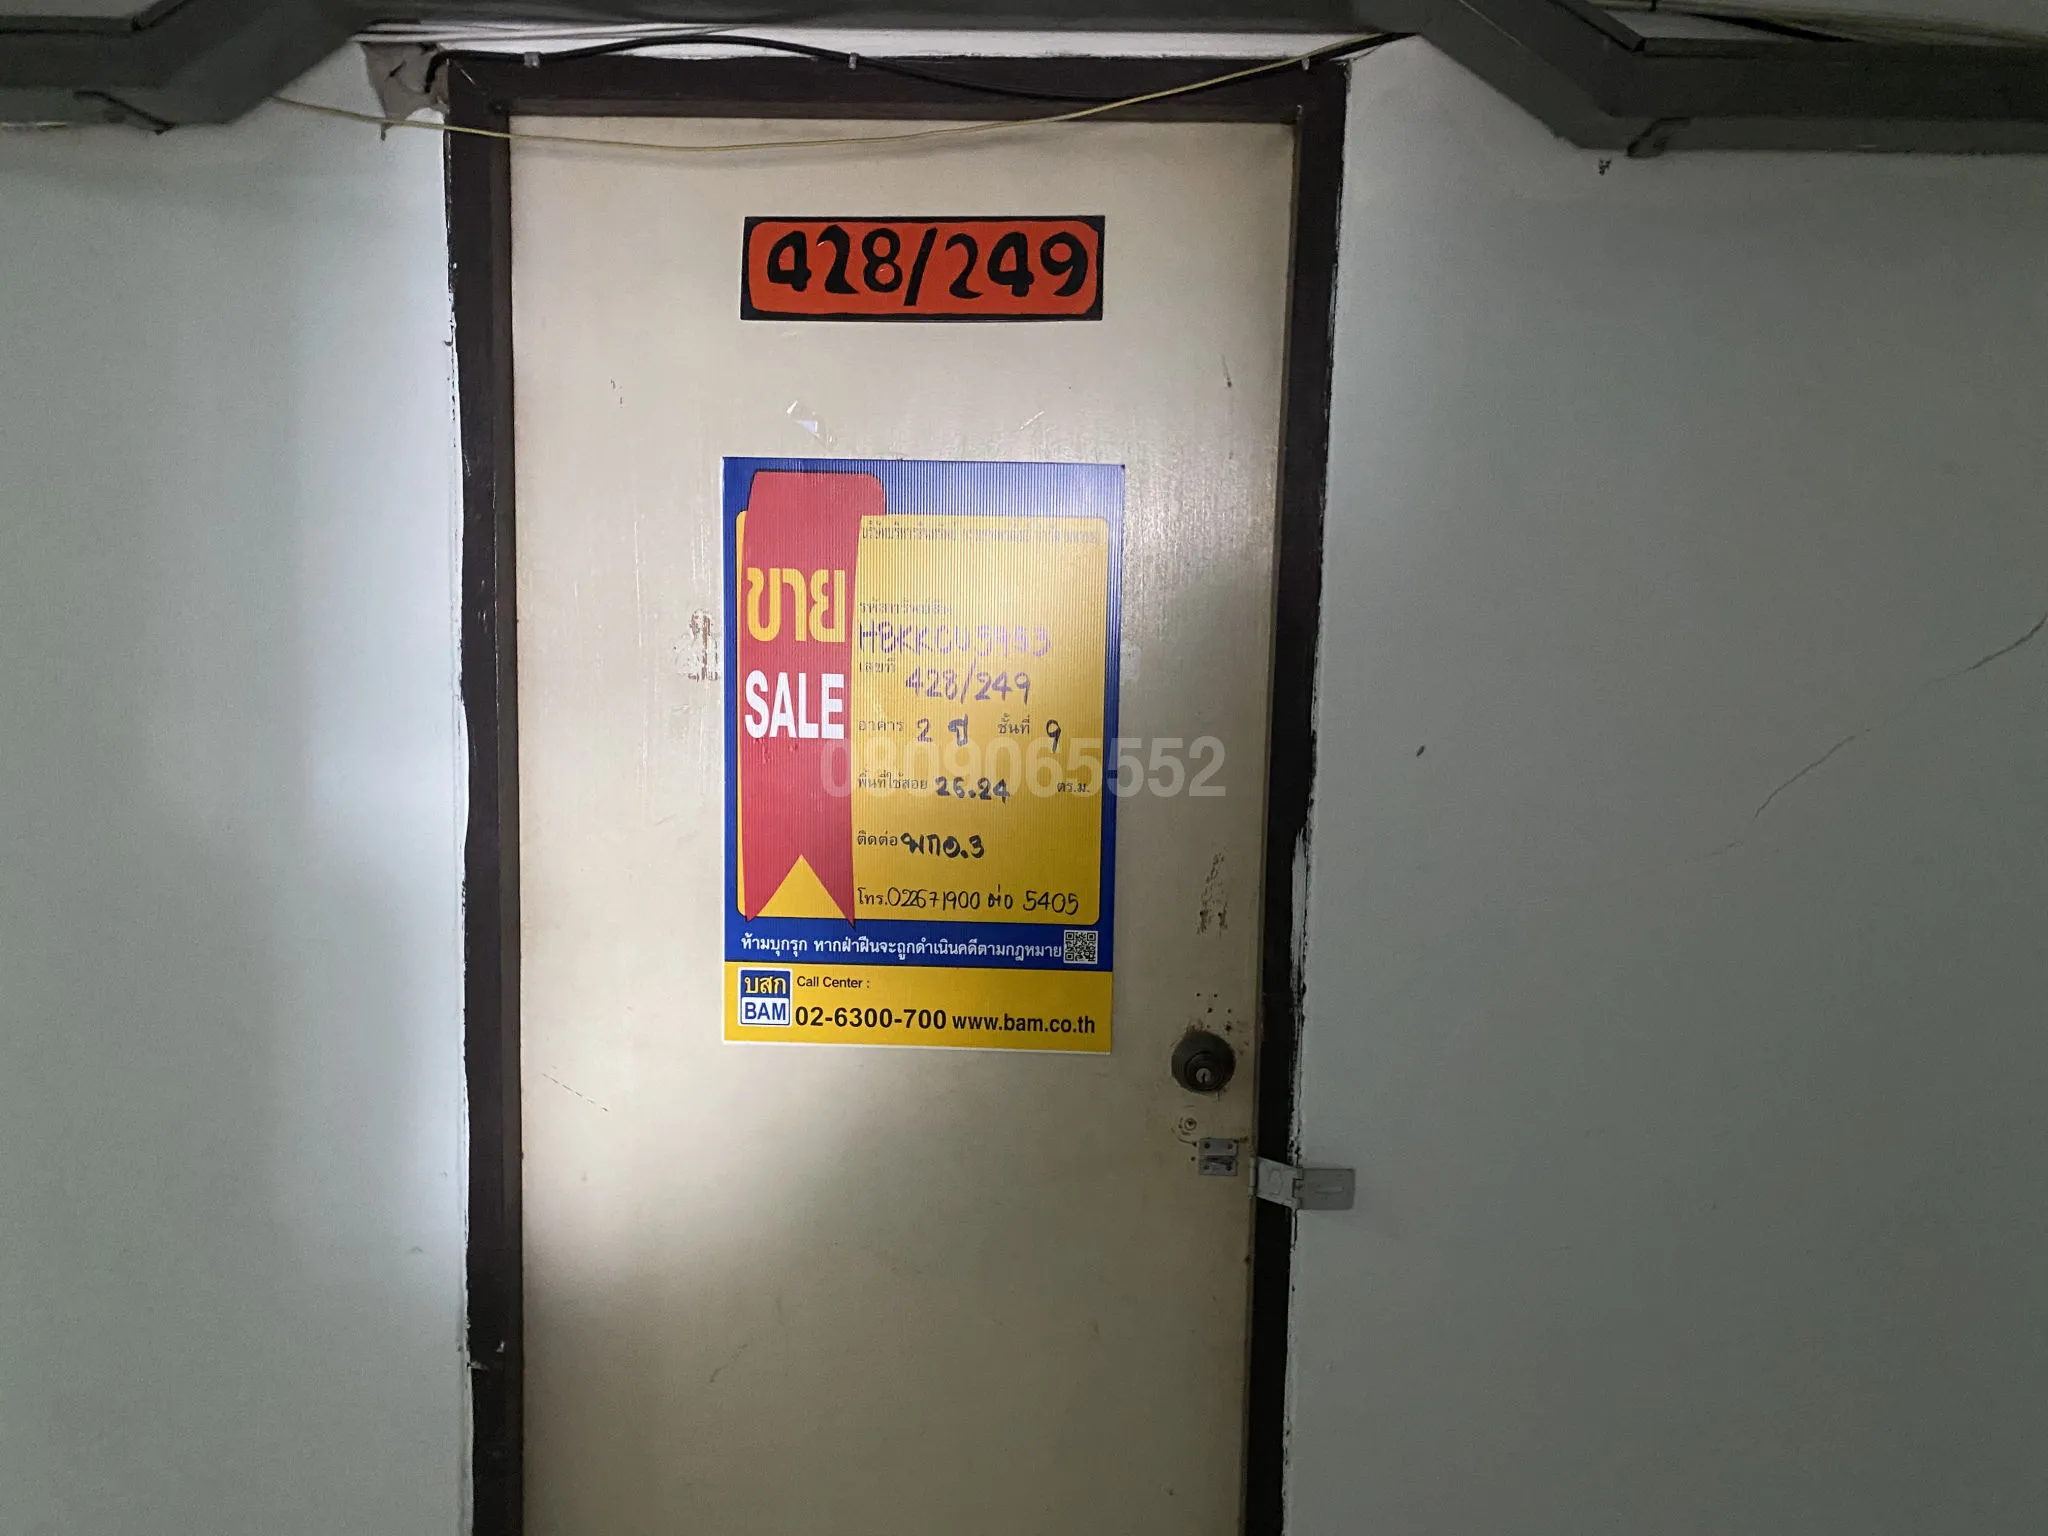 428/249
ขาย
SALE
รหัสทรัพย์สิน
เลขที่
428/249
อาคาร 2 ปี ชั้นที่ 9
พื้นที่ใช้สอย 26.24 ตร.ม.
ติดต่อ พกอ.3
โทร.022671900 ต่อ 5405
ห้ามบุกรุก หากฝ่าฝืนจะถูกดำเนินคดีตามกฎหมาย
บสก
BAM
Call Center :
02-6300-700 www.bam.co.th
0809065552